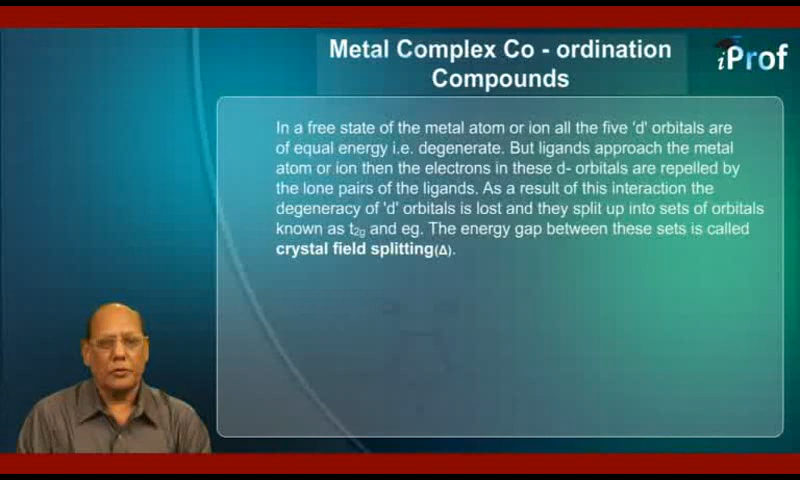 Metal Complex Co - ordination
Compounds
iProf
In a free state of the metal atom or ion all the five 'd' orbitals are
of equal energy i.e. degenerate. But ligands approach the metal
atom or ion then the electrons in these d- orbitals are repelled by
the lone pairs of the ligands. As a result of this interaction the
degeneracy of 'd' orbitals is lost and they split up into sets of orbitals
known as t2g and eg. The energy gap between these sets is called
crystal field splitting(Δ).